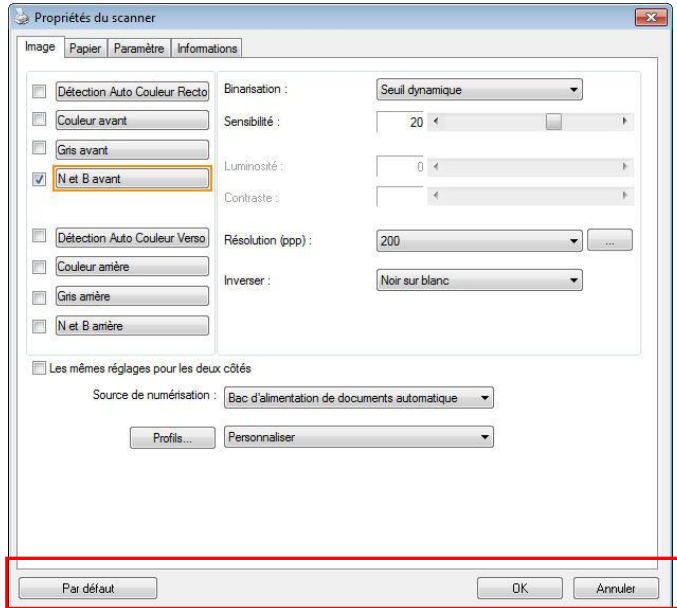 Propriétés du scanner
Image Papier Paramètre Informations
Détection Auto Couleur Recto
Couleur avant
Gris avant
N et B avant
Détection Auto Couleur Verso
Couleur arrière
Gris arrière
N et B arrière
Binarisation : Seuil dynamique
Sensibilité : 20
Luminosité : 0
Contraste :
Résolution (ppp) : 200 ...
Inverser : Noir sur blanc
Les mêmes réglages pour les deux côtés
Source de numérisation : Bac d'alimentation de documents automatique
Profils... Personnaliser
Par défaut OK Annuler